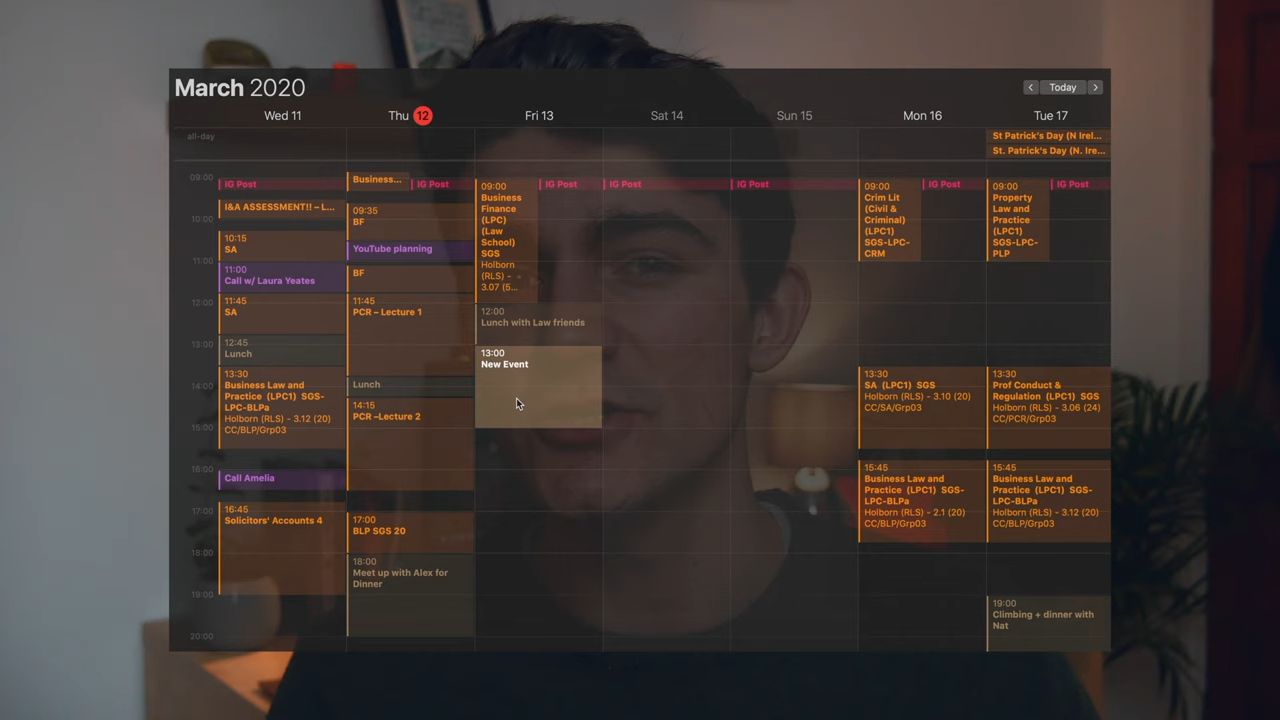 March 2020
Today
Wed 11
Thu 12
Fri 13
Sat 14
Sun 15
Mon 16
Tue 17
all-day
St Patrick's Day (N Irel...
St. Patrick's Day (N. Ire...
09:00
10:00
11:00
12:00
13:00
14:00
15:00
16:00
17:00
18:00
19:00
20:00
IG Post
I&A ASSESSMENT!! – L...
10:15
SA
11:00
Call w/ Laura Yeates
11:45
SA
12:45
Lunch
13:30
Business Law and
Practice (LPC1) SGS-
LPC-BLPa
Holborn (RLS) - 3.12 (20)
CC/BLP/Grp03
Call Amelia
16:45
Solicitors' Accounts 4
Business...
IG Post
09:35
BF
YouTube planning
BF
11:45
PCR – Lecture 1
Lunch
14:15
PCR –Lecture 2
17:00
BLP SGS 20
18:00
Meet up with Alex for
Dinner
09:00
Business
Finance
(LPC)
(Law
School)
SGS
Holborn
(RLS) -
3.07 (5...
IG Post
12:00
Lunch with Law friends
13:00
New Event
IG Post
IG Post
09:00
Crim Lit
(Civil &
Criminal)
(LPC1)
SGS-LPC-
CRM
IG Post
13:30
SA (LPC1) SGS
Holborn (RLS) - 3.10 (20)
CC/SA/Grp03
15:45
Business Law and
Practice (LPC1) SGS-
LPC-BLPa
Holborn (RLS) - 2.1 (20)
CC/BLP/Grp03
09:00
Property
Law and
Practice
(LPC1)
SGS-LPC-
PLP
IG Post
13:30
Prof Conduct &
Regulation (LPC1) SGS
Holborn (RLS) - 3.06 (24)
CC/PCR/Grp03
15:45
Business Law and
Practice (LPC1) SGS-
LPC-BLPa
Holborn (RLS) - 3.12 (20)
CC/BLP/Grp03
19:00
Climbing + dinner with
Nat